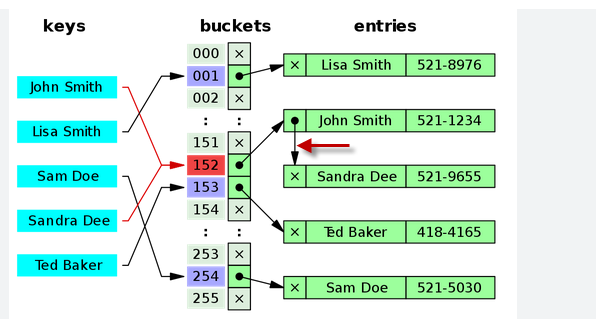 keys buckets entries
000 ×
× Lisa Smith 521-8976
001
John Smith
002 ×
: :
× John Smith 521-1234
Lisa Smith
151 ×
152
Sam Doe
× Sandra Dee 521-9655
153
154 ×
Sandra Dee
: :
× Ted Baker 418-4165
253 ×
Ted Baker
254
× Sam Doe 521-5030
255 ×